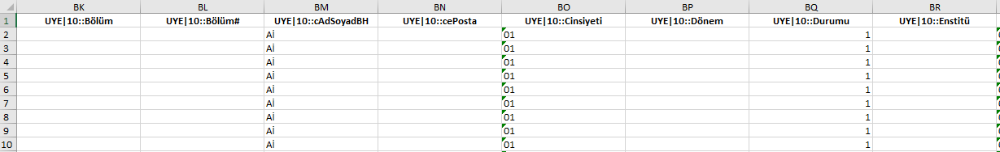 BK BL BM BN BO BP BQ BR
1 UYE|10::Bölüm UYE|10::Bölüm# UYE|10::cAdSoyadBH UYE|10::cePosta UYE|10::Cinsiyeti UYE|10::Dönem UYE|10::Durumu UYE|10::Enstitü
2 Aİ 01 1
3 Aİ 01 1
4 Aİ 01 1
5 Aİ 01 1
6 Aİ 01 1
7 Aİ 01 1
8 Aİ 01 1
9 Aİ 01 1
10 Aİ 01 1